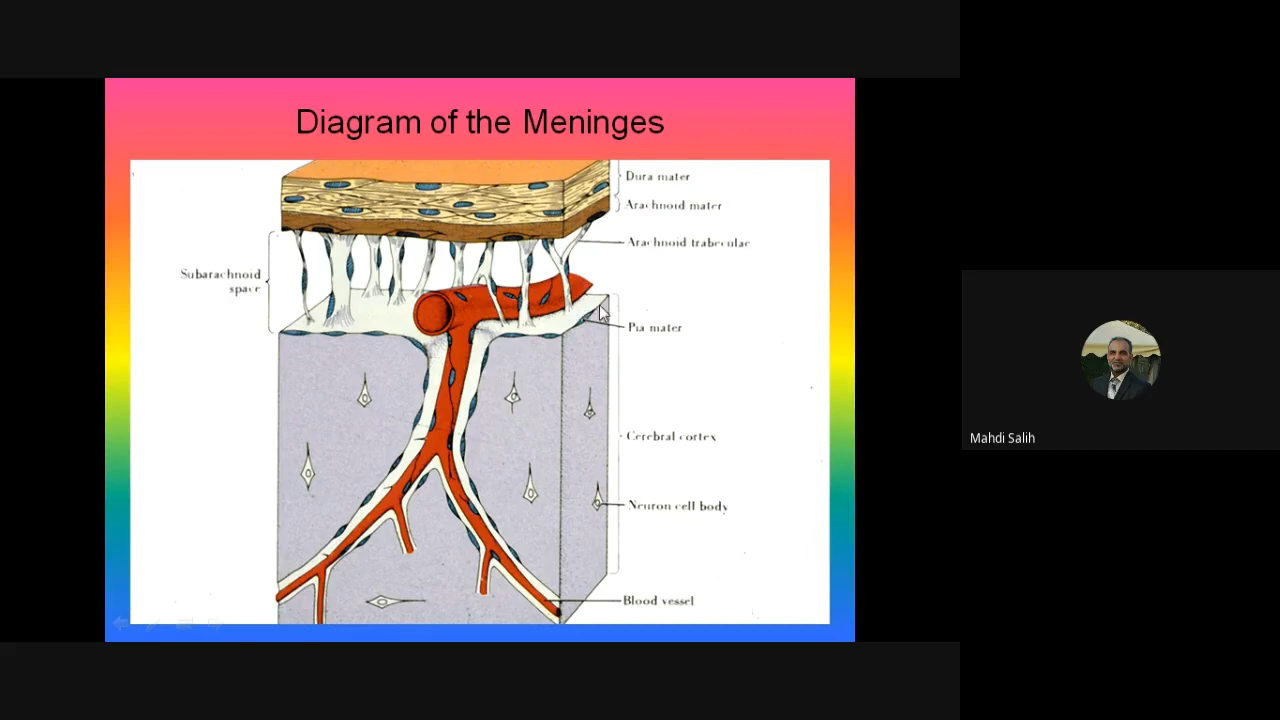 Diagram of the Meninges
Dura mater
Arachnoid mater
Arachnoid trabeculae
Subarachnoid
space
Pia mater
Cerebral cortex
Neuron cell body
Blood vessel
Mahdi Salih